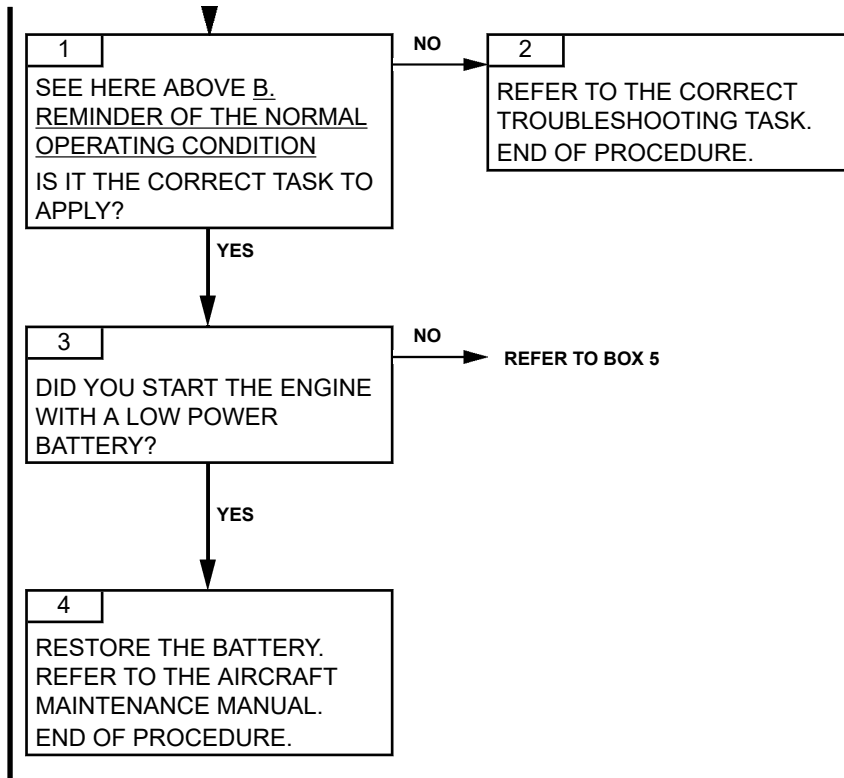 1
SEE HERE ABOVE B.
REMINDER OF THE NORMAL
OPERATING CONDITION
IS IT THE CORRECT TASK TO
APPLY?
NO
2
REFER TO THE CORRECT
TROUBLESHOOTING TASK.
END OF PROCEDURE.
YES
3
DID YOU START THE ENGINE
WITH A LOW POWER
BATTERY?
NO
REFER TO BOX 5
YES
4
RESTORE THE BATTERY.
REFER TO THE AIRCRAFT
MAINTENANCE MANUAL.
END OF PROCEDURE.